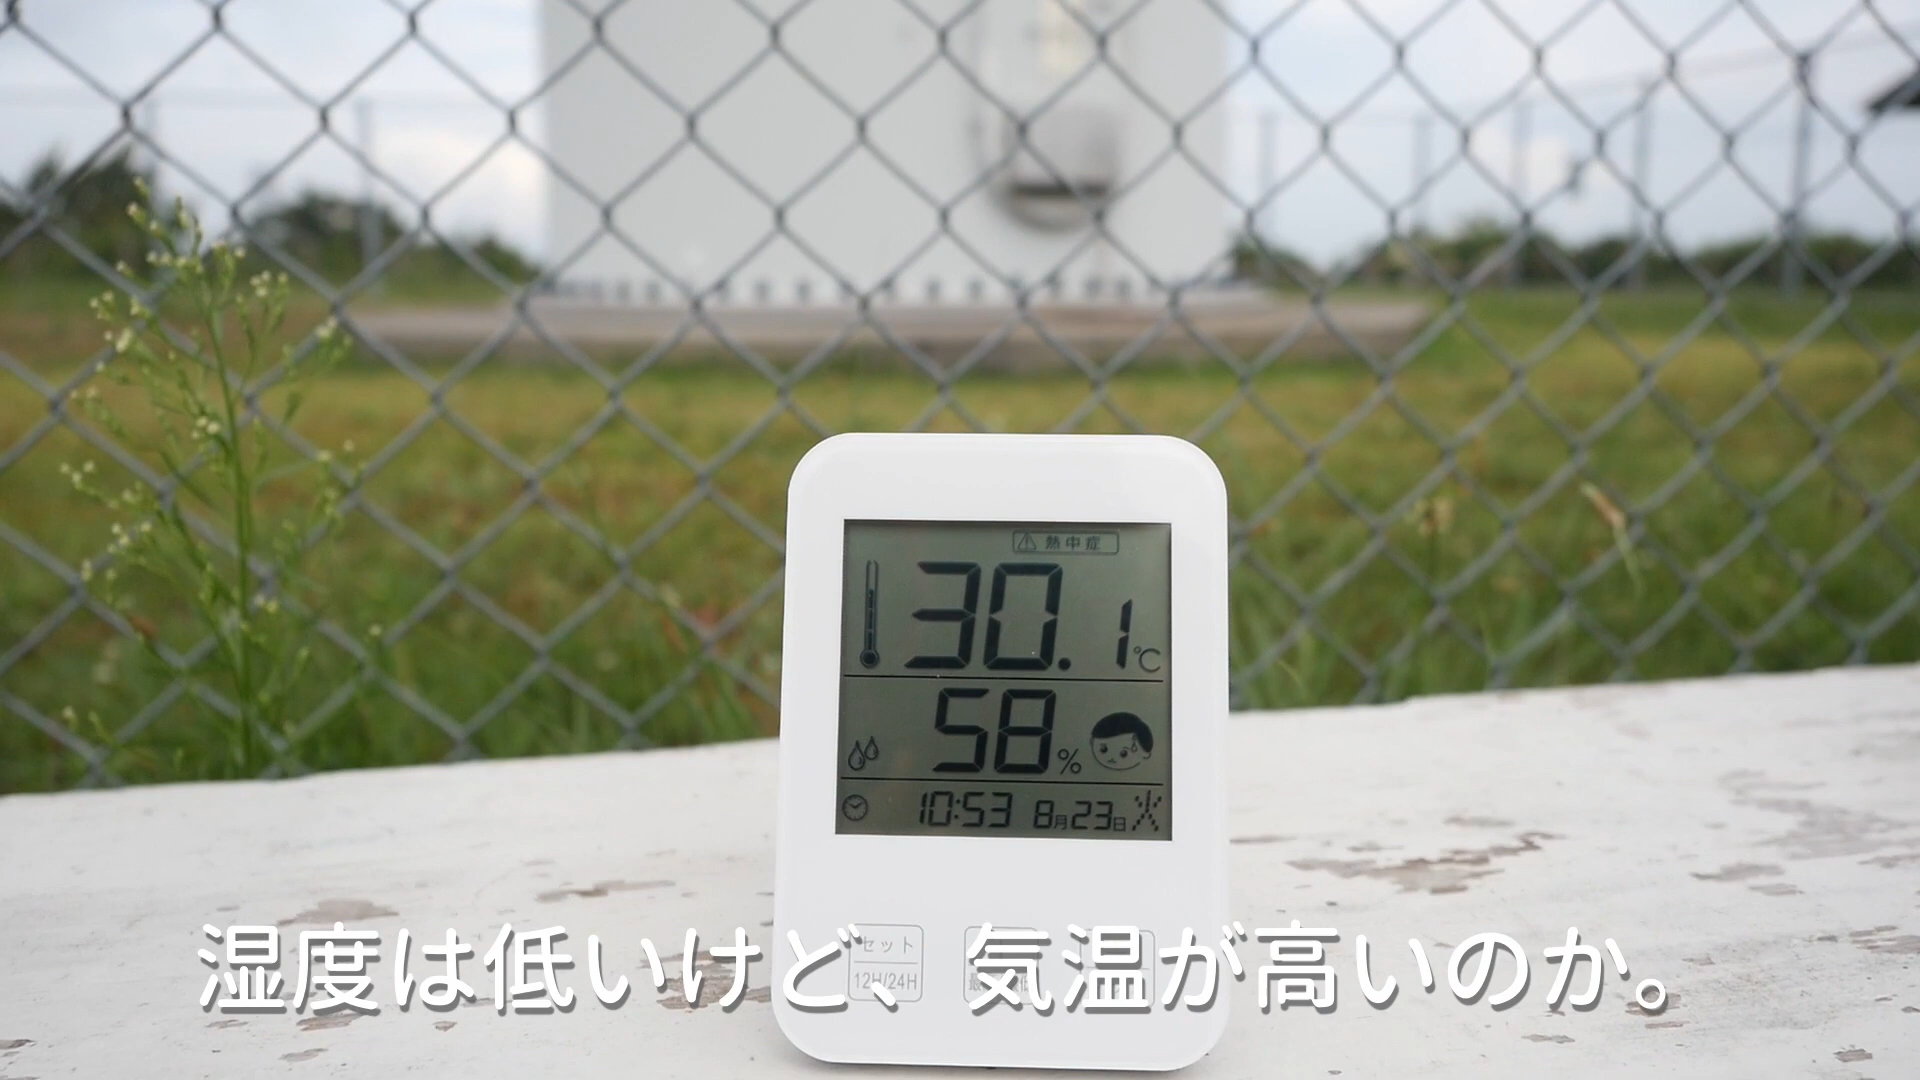 熱中症
30.1℃
58%
10:53 8月23日火
セット
12H/24H
湿度は低いけど、気温が高いのか。